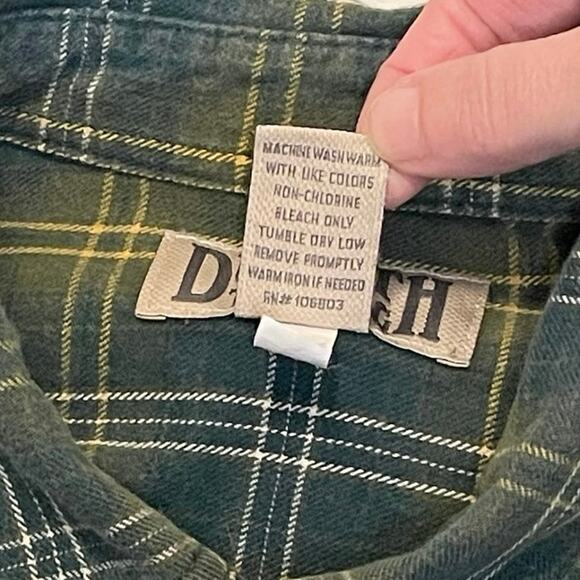 MACHINE WASH WARM
WITH LIKE COLORS
NON-CHLORINE
BLEACH ONLY
TUMBLE DRY LOW
REMOVE PROMPTLY
WARM IRON IF NEEDED
RN# 106803
D TH